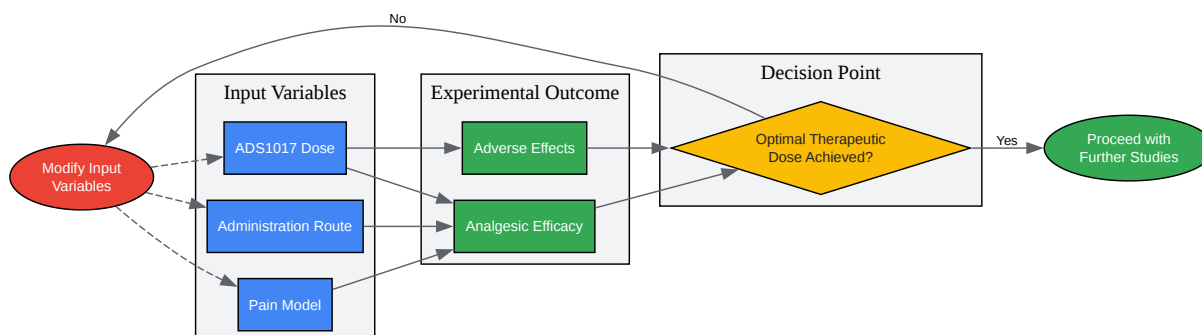 No
Decision Point
Input Variables
Experimental Outcome
ADS1017 Dose
Adverse Effects
Optimal Therapeutic
Dose Achieved?
Yes
Proceed with
Further Studies
Modify Input
Variables
Administration Route
Analgesic Efficacy
Pain Model